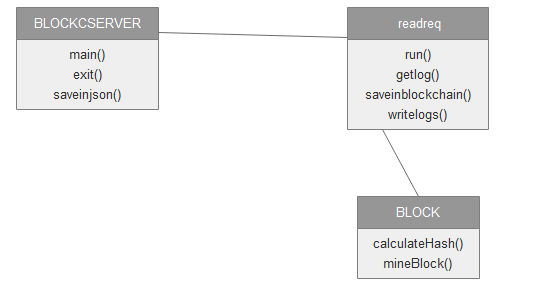 BLOCKCSERVER
main()
exit()
saveinjson()
readreq
run()
getlog()
saveinblockchain()
writelogs()
BLOCK
calculateHash()
mineBlock()